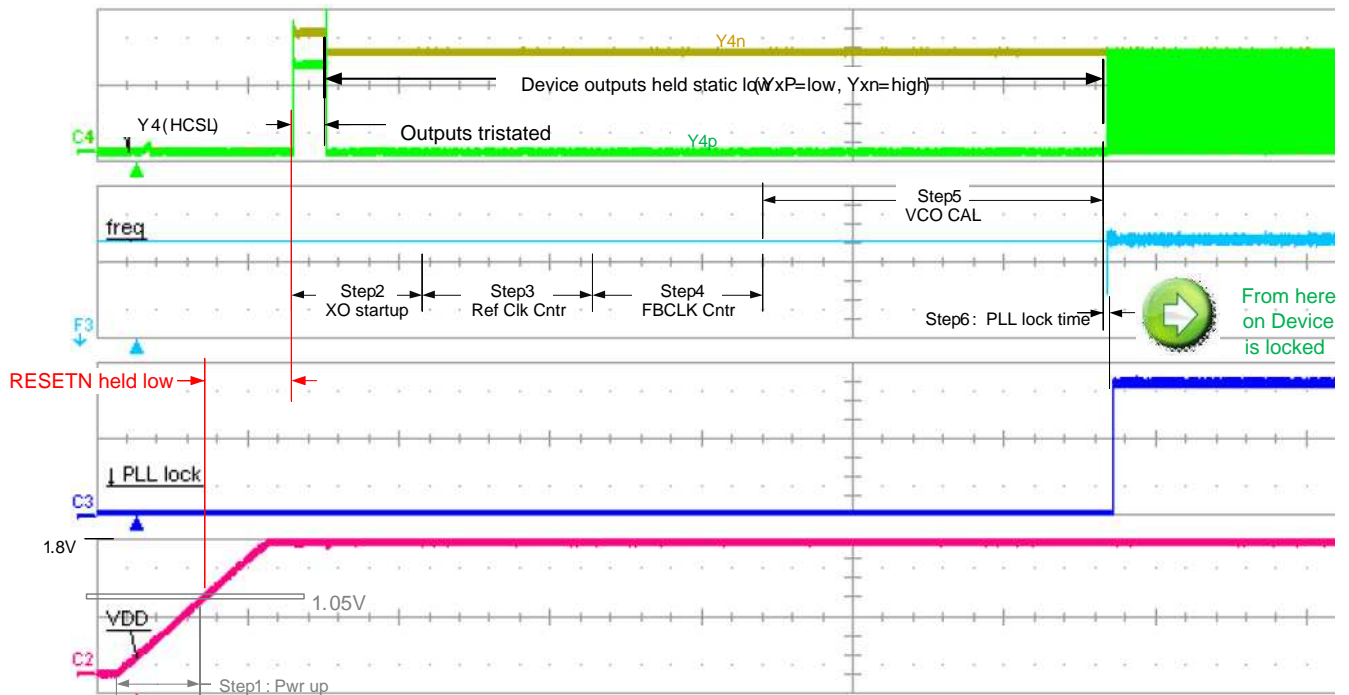 Y4n
Device outputs held static low(YxP=low, Yxn=high)
Y4(HCSL)
Outputs tristated
C4
Y4p
Step5
VCO CAL
freq
Step2
XO startup
Step3
Ref Clk Cntr
Step4
FBCLK Cntr
Step6: PLL lock time
From here
on Device
is locked
F3
RESETN held low
PLL lock
C3
1.8V
1.05V
VDD
C2
Step1: Pwr up